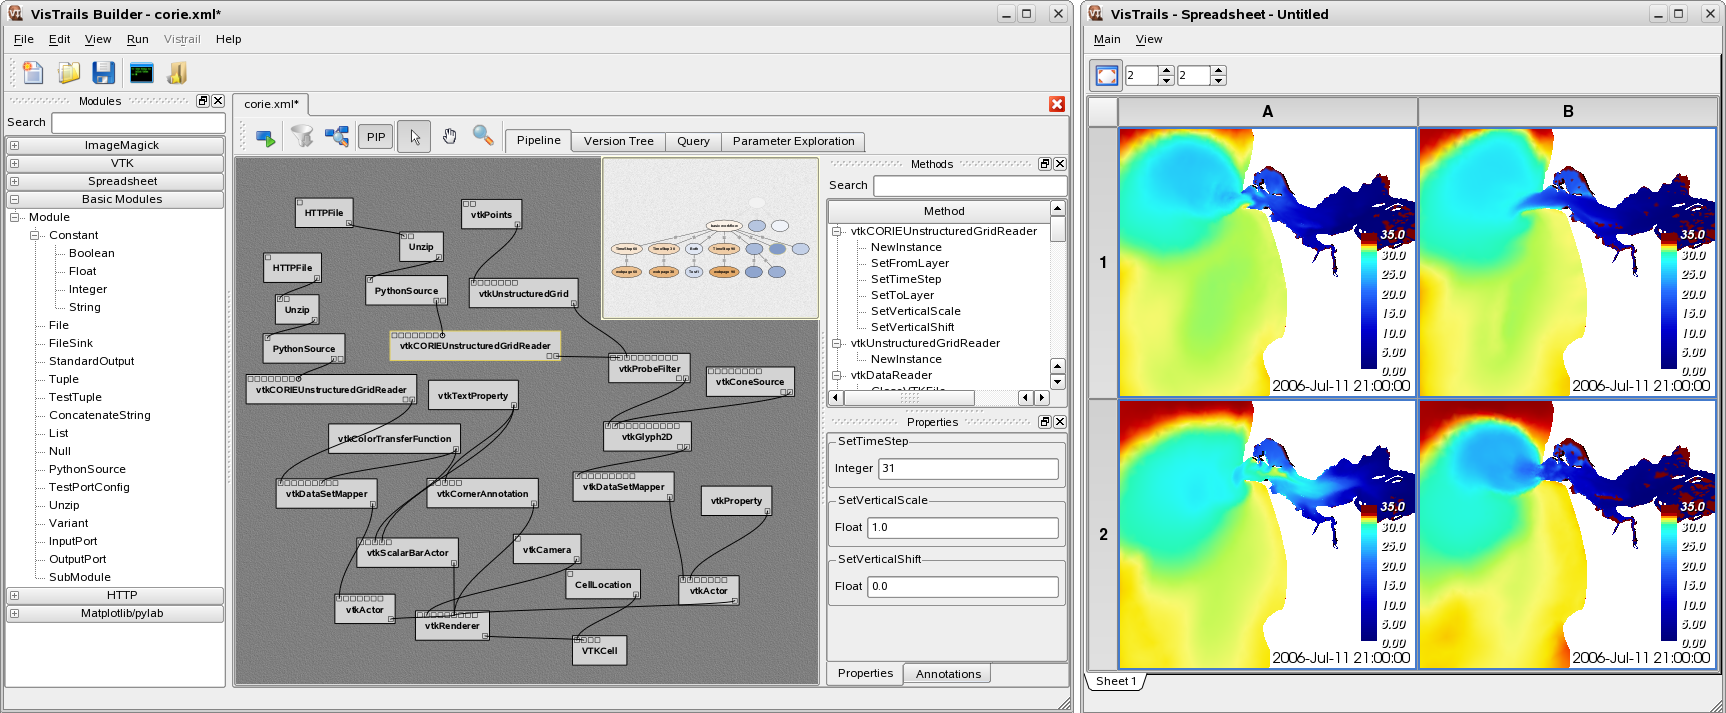 VisTrails Builder - corie.xml*
File Edit View Run Vistrail Help
Modules
Search
ImageMagick
VTK
Spreadsheet
Basic Modules
Module
Constant
Boolean
Float
Integer
String
File
FileSink
StandardOutput
Tuple
TestTuple
ConcatenateString
List
Null
PythonSource
TestPortConfig
Unzip
Variant
InputPort
OutputPort
SubModule
HTTP
Matplotlib/pylab
corie.xml*
PIP
Pipeline Version Tree Query Parameter Exploration
HTTPFile
vtkPoints
Unzip
HTTPFile
PythonSource
vtkUnstructuredGrid
Unzip
PythonSource
vtkCORIEUnstructuredGridReader
vtkProbeFilter
vtkConeSource
vtkCORIEUnstructuredGridReader
vtkTextProperty
vtkColorTransferFunction
vtkGlyph2D
vtkDataSetMapper
vtkCornerAnnotation
vtkDataSetMapper
vtkProperty
vtkScalarBarActor
vtkCamera
CellLocation
vtkActor
vtkActor
vtkRenderer
VTKCell
Methods
Search
Method
vtkCORIEUnstructuredGridReader
NewInstance
SetFromLayer
SetTimeStep
SetToLayer
SetVerticalScale
SetVerticalShift
vtkUnstructuredGridReader
NewInstance
vtkDataReader
Properties
SetTimeStep
Integer 31
SetVerticalScale
Float 1.0
SetVerticalShift
Float 0.0
Properties Annotations
VisTrails - Spreadsheet - Untitled
Main View
2 2
A B
1
35.0
30.0
25.0
20.0
15.0
10.0
5.00
0.00
2006-Jul-11 21:00:00
35.0
30.0
25.0
20.0
15.0
10.0
5.00
0.00
2006-Jul-11 21:00:00
2
35.0
30.0
25.0
20.0
15.0
10.0
5.00
0.00
2006-Jul-11 21:00:00
35.0
30.0
25.0
20.0
15.0
10.0
5.00
0.00
2006-Jul-11 21:00:00
Sheet 1